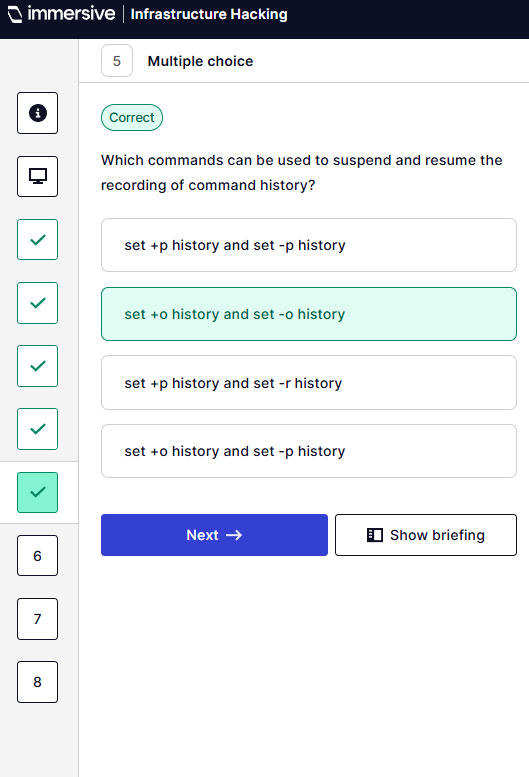 immersive | Infrastructure Hacking
5 Multiple choice
Correct
Which commands can be used to suspend and resume the
recording of command history?
set +p history and set -p history
set +o history and set -o history
set +p history and set -r history
set +o history and set -p history
Next →
Show briefing
6
7
8